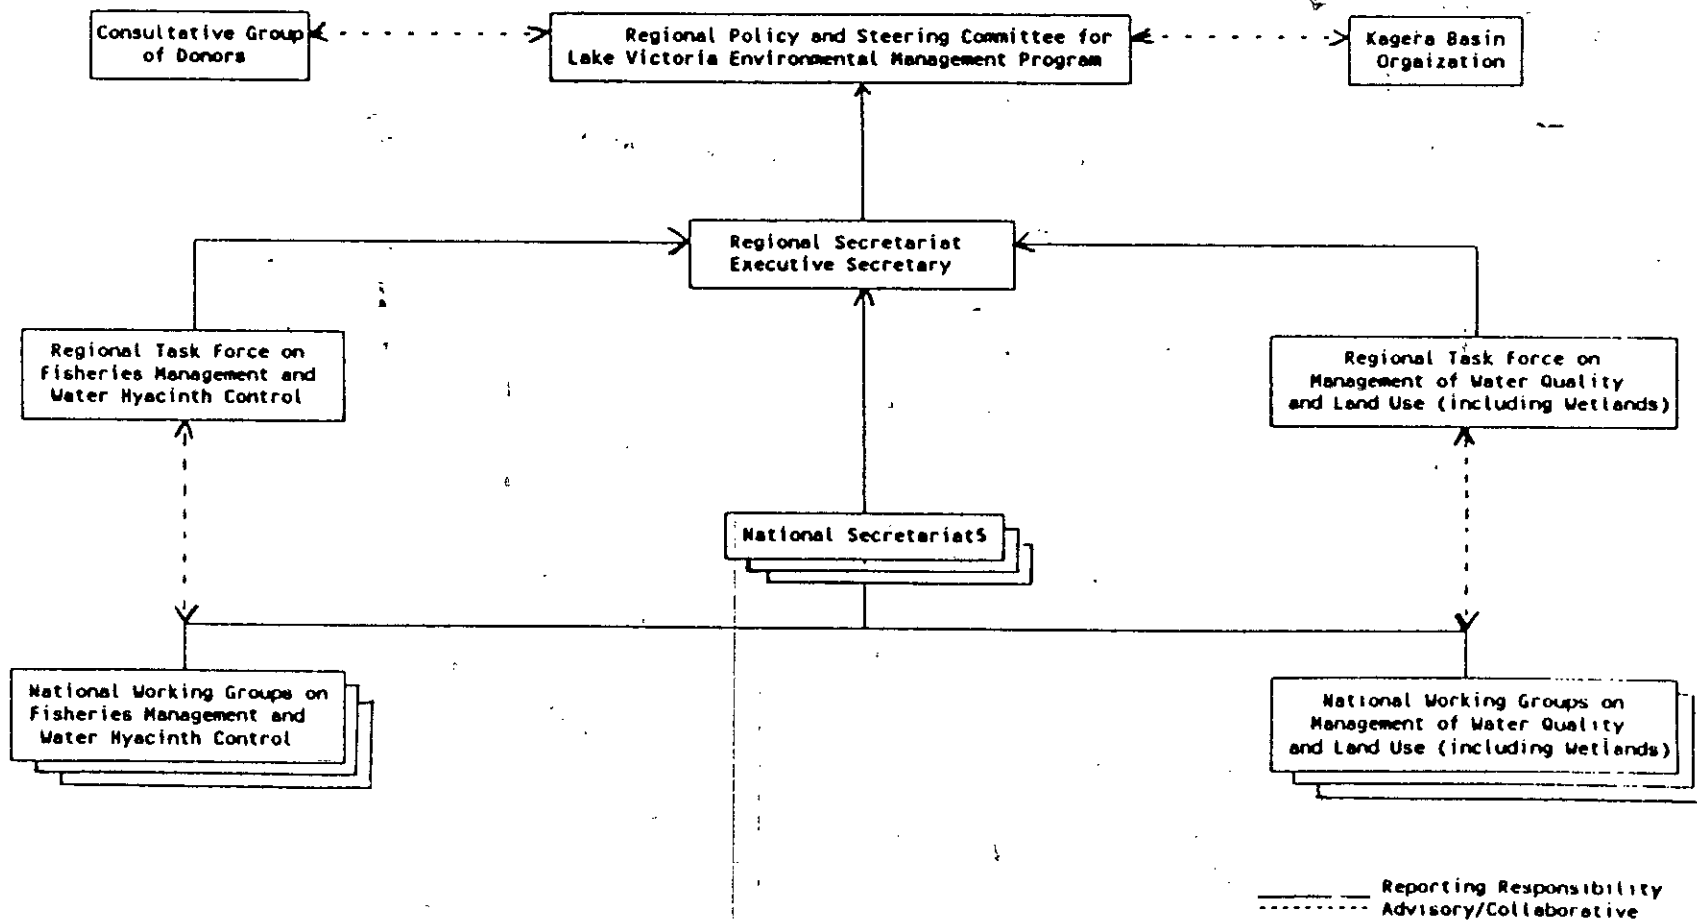 Consultative Group
of Donors
Regional Policy and Steering Committee for
Lake Victoria Environmental Management Program
Kagera Basin
Orgaization
Regional Secretariat
Executive Secretary
Regional Task Force on
Fisheries Management and
Water Hyacinth Control
Regional Task Force on
Management of Water Quality
and Land Use (including Wetlands)
National SecretariatS
National Working Groups on
Fisheries Management and
Water Hyacinth Control
National Working Groups on
Management of Water Quality
and Land Use (including Wetlands)
Reporting Responsibility
Advisory/Collaborative